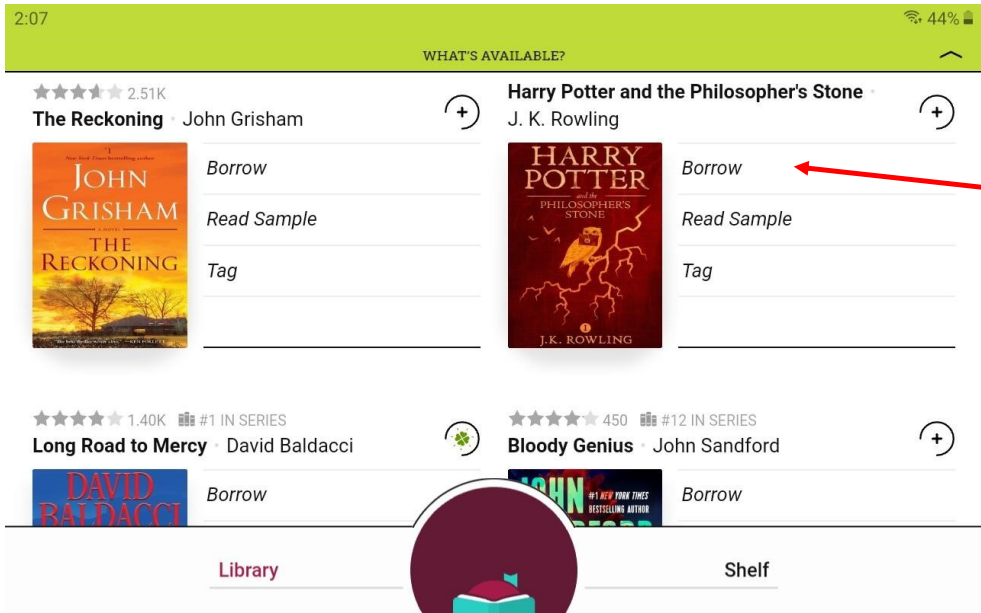 2:07
44%
WHAT'S AVAILABLE?
2.51K
The Reckoning · John Grisham
#1
New York Times bestselling author
JOHN
GRISHAM
A NOVEL
THE
RECKONING
Borrow
Read Sample
Tag
Harry Potter and the Philosopher's Stone ·
J. K. Rowling
HARRY
POTTER
and the
PHILOSOPHER'S
STONE
1
J.K. ROWLING
Borrow
Read Sample
Tag
1.40K #1 IN SERIES
Long Road to Mercy · David Baldacci
DAVID
BALDACCI
Borrow
450 #12 IN SERIES
Bloody Genius · John Sandford
JOHN
#1 NEW YORK TIMES
BESTSELLING AUTHOR
Borrow
Library
Shelf